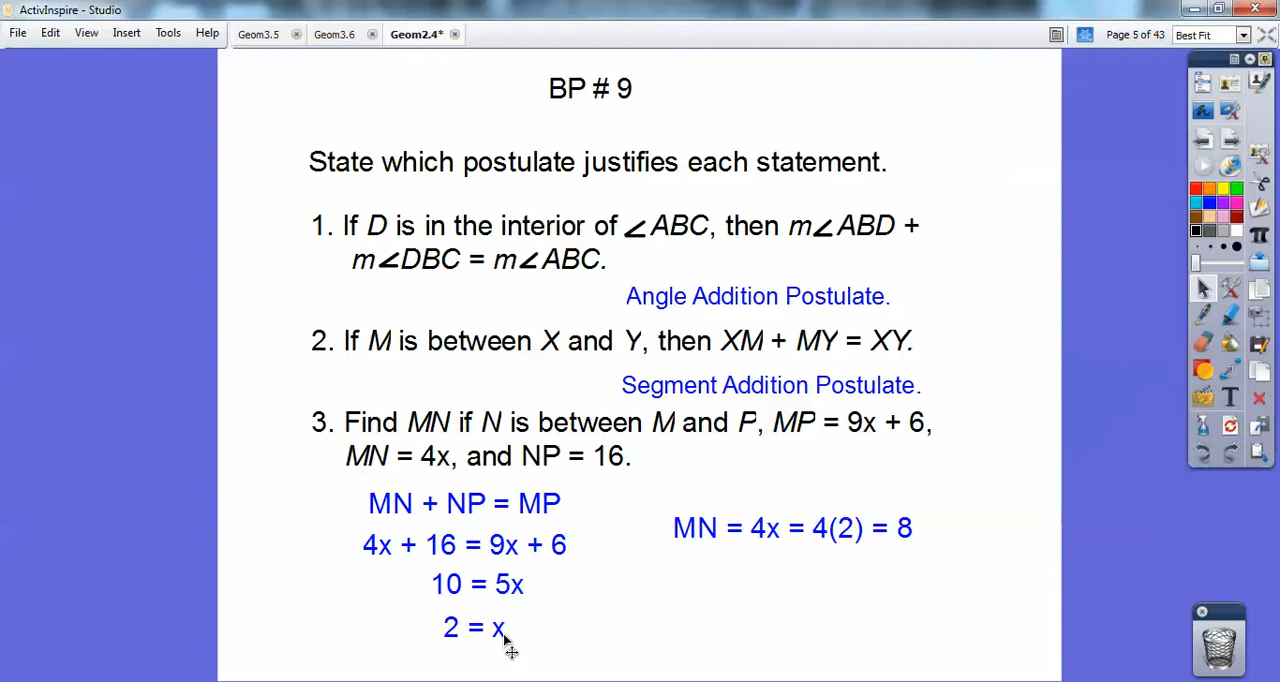 ActivInspire - Studio
File Edit View Insert Tools Help
Geom3.5 Geom3.6 Geom2.4* Page 5 of 43 Best Fit
BP # 9
State which postulate justifies each statement.
1. If D is in the interior of ∠ABC, then m∠ABD +
m∠DBC = m∠ABC.
Angle Addition Postulate.
2. If M is between X and Y, then XM + MY = XY.
Segment Addition Postulate.
3. Find MN if N is between M and P, MP = 9x + 6,
MN = 4x, and NP = 16.
MN + NP = MP
4x + 16 = 9x + 6
10 = 5x
2 = x
MN = 4x = 4(2) = 8